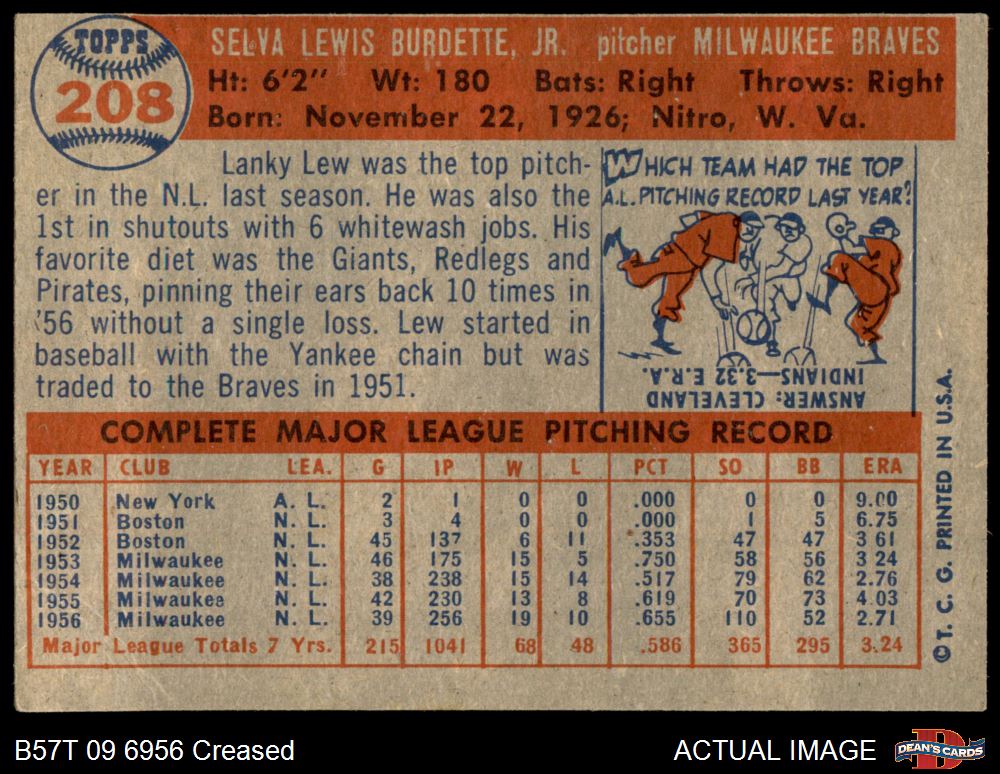 TOPPS
208
SELVA LEWIS BURDETTE, JR. pitcher MILWAUKEE BRAVES
Ht: 6'2" Wt: 180 Bats: Right Throws: Right
Born: November 22, 1926; Nitro, W. Va.
Lanky Lew was the top pitch-
er in the N.L. last season. He was also the
1st in shutouts with 6 whitewash jobs. His
favorite diet was the Giants, Redlegs and
Pirates, pinning their ears back 10 times in
'56 without a single loss. Lew started in
baseball with the Yankee chain but was
traded to the Braves in 1951.
WHICH TEAM HAD THE TOP
A.L. PITCHING RECORD LAST YEAR?
ANSWER: CLEVELAND
INDIANS—3.32 E.R.A.
COMPLETE MAJOR LEAGUE PITCHING RECORD
YEAR CLUB LEA. G IP W L PCT SO BB ERA
1950 New York A. L. 2 1 0 0 .000 0 0 9.00
1951 Boston N. L. 3 4 0 0 .000 1 5 6.75
1952 Boston N. L. 45 137 6 11 .353 47 47 3 61
1953 Milwaukee N. L. 46 175 15 5 .750 58 56 3 24
1954 Milwaukee N. L. 38 238 15 14 .517 79 62 2.76
1955 Milwaukee N. L. 42 230 13 8 .619 70 73 4.03
1956 Milwaukee N. L. 39 256 19 10 .655 110 52 2.71
Major League Totals 7 Yrs. 215 1041 68 48 .586 365 295 3.24
©T. C. G. PRINTED IN U.S.A.
B57T 09 6956 Creased
ACTUAL IMAGE
DEAN'S CARDS